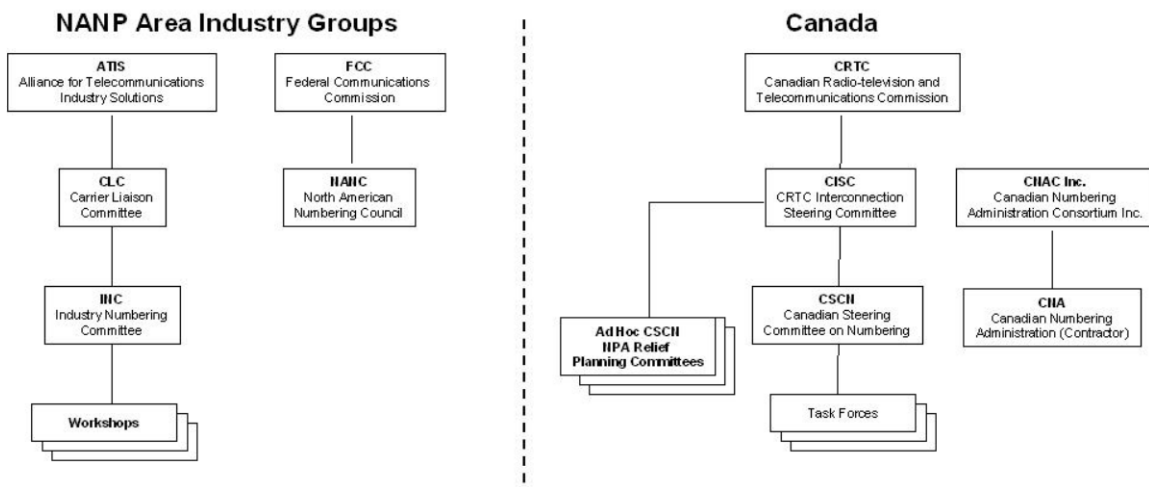 NANP Area Industry Groups
ATIS
Alliance for Telecommunications
Industry Solutions
FCC
Federal Communications
Commission
CLC
Carrier Liaison
Committee
NANC
North American
Numbering Council
INC
Industry Numbering
Committee
Workshops
Canada
CRTC
Canadian Radio-television and
Telecommunications Commission
CISC
CRTC Interconnection
Steering Committee
CNAC Inc.
Canadian Numbering
Administration Consortium Inc.
Ad Hoc CSCN
NPA Relief
Planning Committees
CSCN
Canadian Steering
Committee on Numbering
CNA
Canadian Numbering
Administration (Contractor)
Task Forces